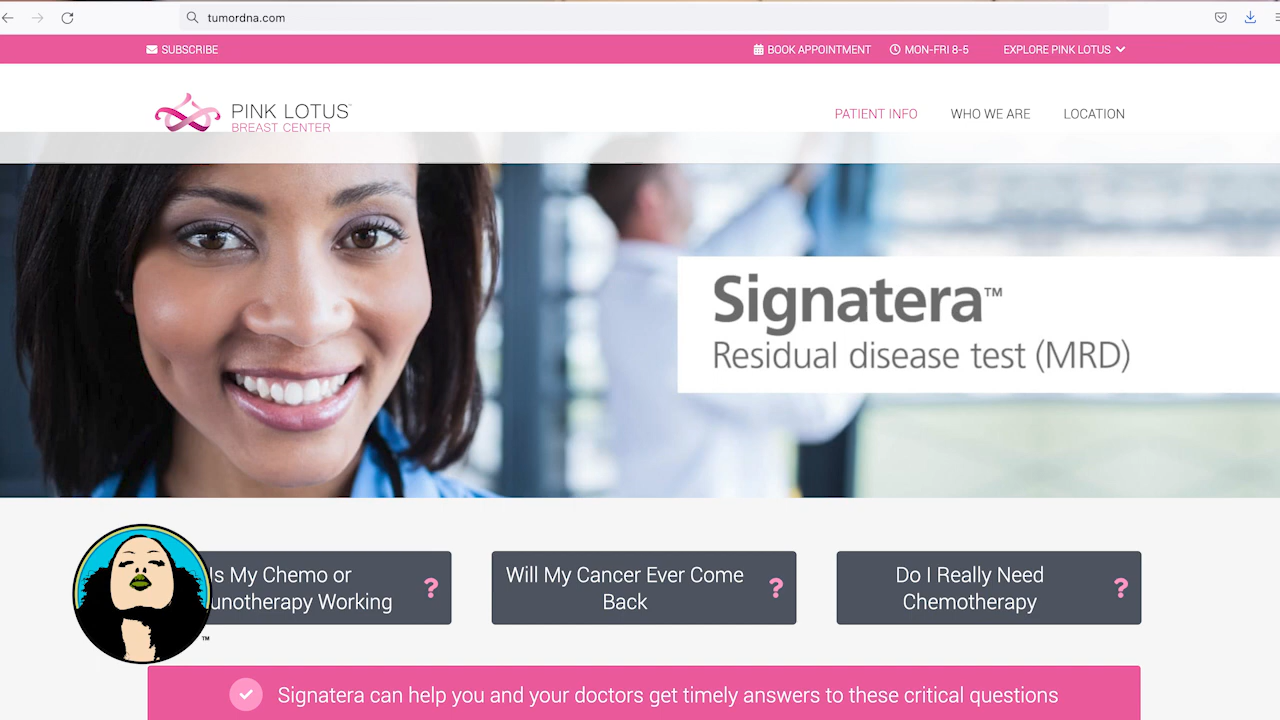 tumordna.com
SUBSCRIBE
BOOK APPOINTMENT
MON-FRI 8-5
EXPLORE PINK LOTUS
PINK LOTUS
BREAST CENTER
PATIENT INFO
WHO WE ARE
LOCATION
Signatera™
Residual disease test (MRD)
Is My Chemo or
unotherapy Working
?
Will My Cancer Ever Come
Back
?
Do I Really Need
Chemotherapy
?
TM
Signatera can help you and your doctors get timely answers to these critical questions